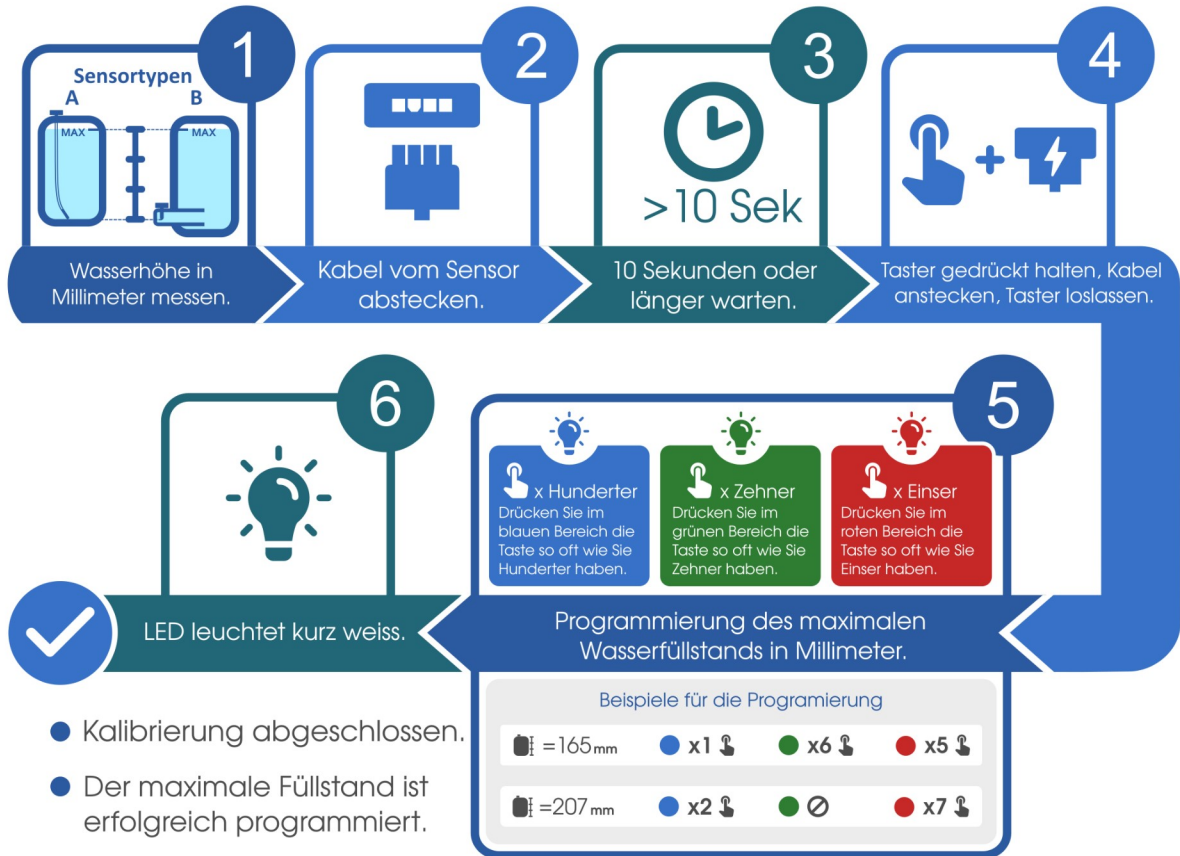 1
Sensortypen
A B
MAX MAX
Wasserhöhe in
Millimeter messen.
2
Kabel vom Sensor
abstecken.
3
>10 Sek
10 Sekunden oder
länger warten.
4
Taster gedrückt halten, Kabel
anstecken, Taster loslassen.
5
x Hunderter
Drücken Sie im
blauen Bereich die
Taste so oft wie Sie
Hunderter haben.
x Zehner
Drücken Sie im
grünen Bereich die
Taste so oft wie Sie
Zehner haben.
x Einser
Drücken Sie im
roten Bereich die
Taste so oft wie Sie
Einser haben.
Programmierung des maximalen
Wasserfüllstands in Millimeter.
Beispiele für die Programierung
=165 mm x1 x6 x5
=207 mm x2 x7
6
LED leuchtet kurz weiss.
Kalibrierung abgeschlossen.
Der maximale Füllstand ist
erfolgreich programmiert.